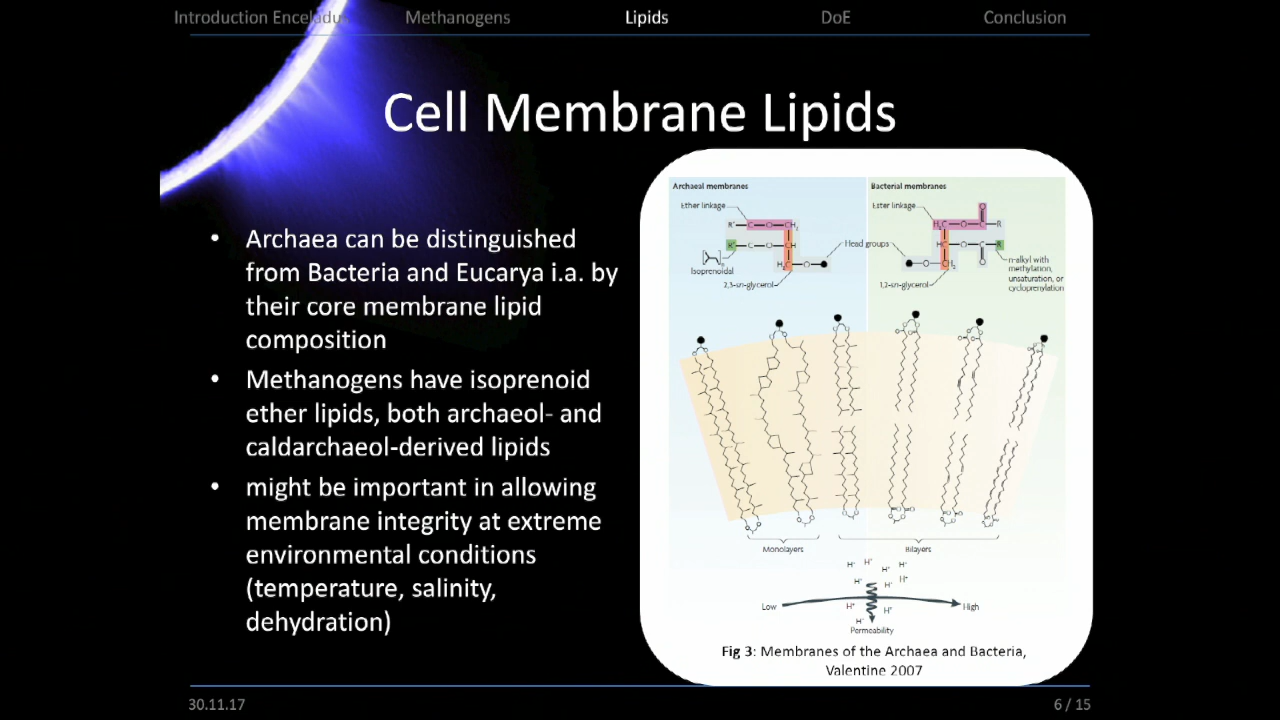 Introduction Enceladus Methanogens Lipids DoE Conclusion
Cell Membrane Lipids
• Archaea can be distinguished
from Bacteria and Eucarya i.a. by
their core membrane lipid
composition
• Methanogens have isoprenoid
ether lipids, both archaeol- and
caldarchaeol-derived lipids
• might be important in allowing
membrane integrity at extreme
environmental conditions
(temperature, salinity,
dehydration)
Archaeal membranes
Ether linkage
Isoprenoidal
2,3-sn-glycerol
Head groups
Bacterial membranes
Ester linkage
1,2-sn-glycerol
n-alkyl with
methylation,
unsaturation, or
cyclopropenylation
Monolayers
Bilayers
H⁺ H⁺ H⁺ H⁺
H⁺ H⁺ H⁺
Low H⁺ H⁺ High
H⁺
Permeability
Fig 3: Membranes of the Archaea and Bacteria,
Valentine 2007
30.11.17
6 / 15